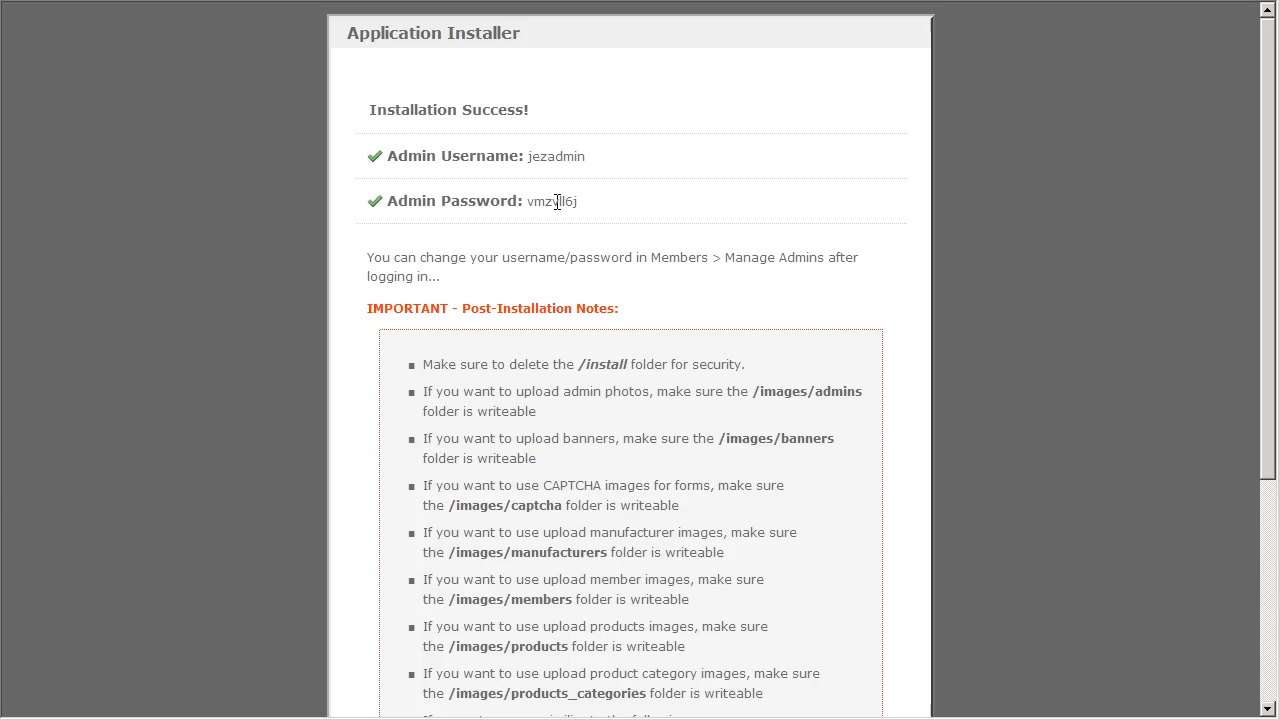 Application Installer
Installation Success!
Admin Username: jezadmin
Admin Password:
You can change your username/password in Members > Manage Admins after
logging in...
IMPORTANT - Post-Installation Notes:
Make sure to delete the /install folder for security.
If you want to upload admin photos, make sure the /images/admins
folder is writeable
If you want to upload banners, make sure the /images/banners
folder is writeable
If you want to use CAPTCHA images for forms, make sure
the /images/captcha folder is writeable
If you want to use upload manufacturer images, make sure
the /images/manufacturers folder is writeable
If you want to use upload member images, make sure
the /images/members folder is writeable
If you want to use upload products images, make sure
the /images/products folder is writeable
If you want to use upload product category images, make sure
the /images/products_categories folder is writeable